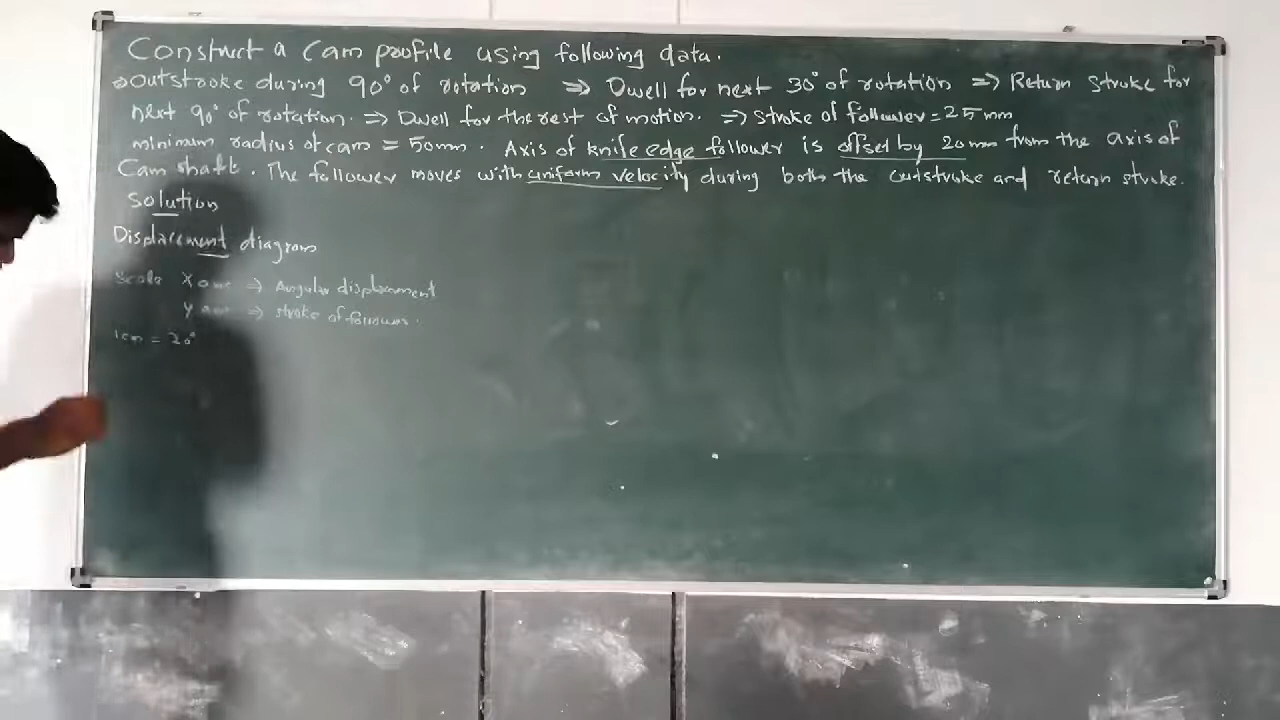 Construct a Cam profile using following data.
⇒ Outstroke during 90° of rotation ⇒ Dwell for next 30° of rotation ⇒ Return Stroke for
next 90° of rotation. ⇒ Dwell for the rest of motion. ⇒ Stroke of follower = 25mm
minimum radius of cam = 50mm. Axis of knife edge follower is offset by 20mm from the axis of
Cam shaft. The follower moves with uniform velocity during both the outstroke and return stroke.
Solution
Displacement diagram
Scale X axis ⇒ Angular displacement
Y axis ⇒ stroke of follower.
1cm = 20°